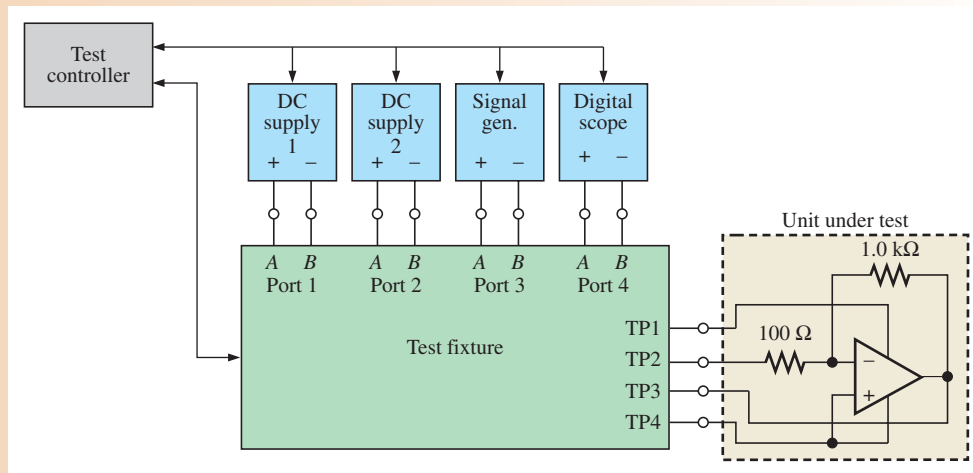 Test
controller
DC
supply
1
+ −
DC
supply
2
+ −
Signal
gen.
+ −
Digital
scope
+ −
A B
Port 1
A B
Port 2
A B
Port 3
A B
Port 4
Test fixture
TP1
TP2
TP3
TP4
Unit under test
1.0 kΩ
100 Ω
−
+